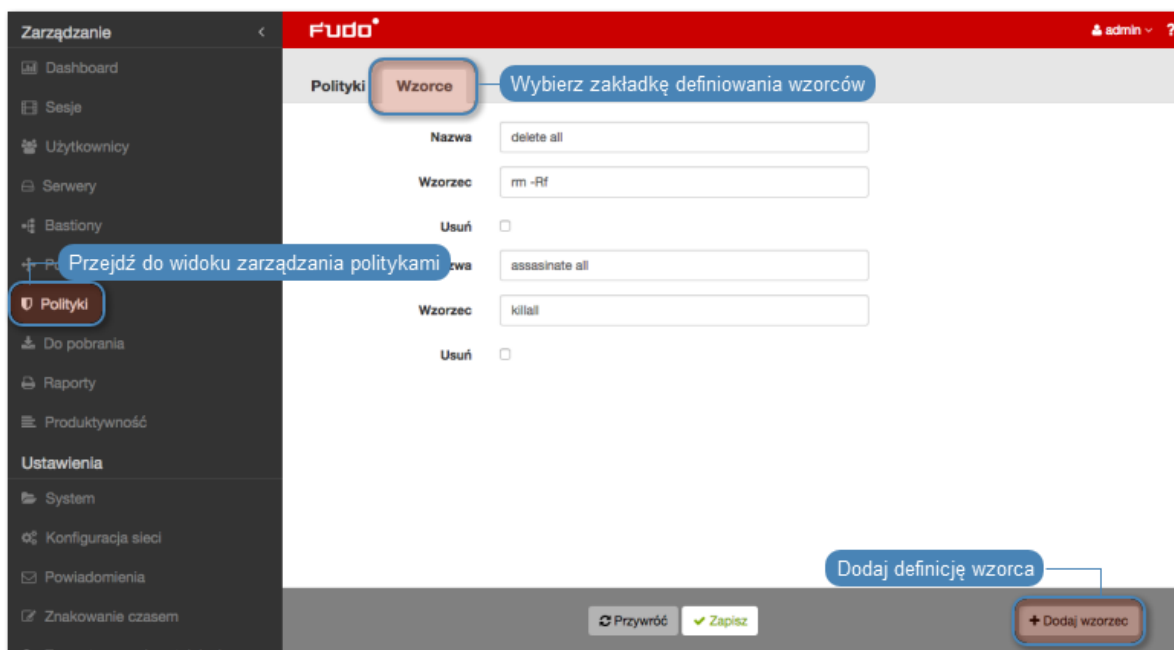 Zarządzanie
Fudo
admin
?
Dashboard
Sesje
Użytkownicy
Serwery
Bastiony
Polityki
Do pobrania
Raporty
Produktywność
Ustawienia
System
Konfiguracja sieci
Powiadomienia
Znakowanie czasem
Przejdź do widoku zarządzania politykami
Polityki
Wzorce
Wybierz zakładkę definiowania wzorców
Nazwa
delete all
Wzorzec
rm -Rf
Usuń
assasinate all
Wzorzec
killall
Usuń
Dodaj definicję wzorca
Przywróć
Zapisz
+ Dodaj wzorzec